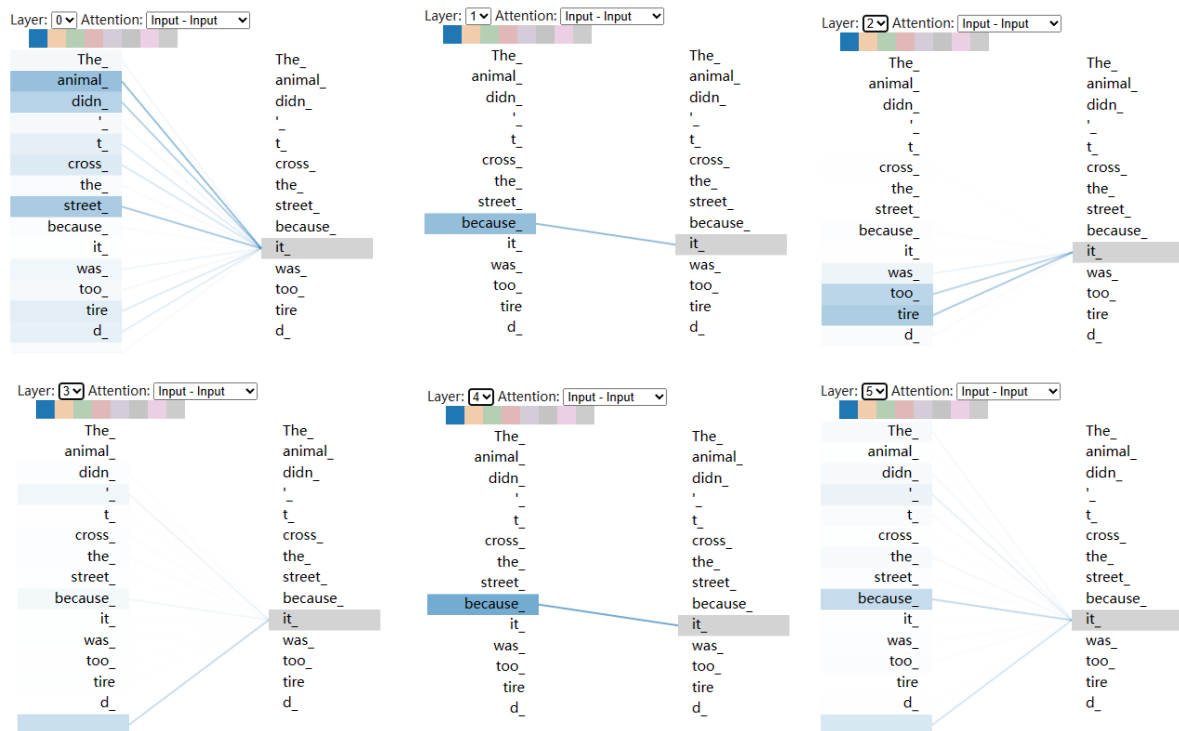 Layer: 0 Attention: Input - Input
The_ The_
animal_ animal_
didn_ didn_
'_ '_
t_ t_
cross_ cross_
the_ the_
street_ street_
because_ because_
it_ it_
was_ was_
too_ too_
tire tire
d_ d_
Layer: 1 Attention: Input - Input
The_ The_
animal_ animal_
didn_ didn_
'_ '_
t_ t_
cross_ cross_
the_ the_
street_ street_
because_ because_
it_ it_
was_ was_
too_ too_
tire tire
d_ d_
Layer: 2 Attention: Input - Input
The_ The_
animal_ animal_
didn_ didn_
'_ '_
t_ t_
cross_ cross_
the_ the_
street_ street_
because_ because_
it_ it_
was_ was_
too_ too_
tire tire
d_ d_
Layer: 3 Attention: Input - Input
The_ The_
animal_ animal_
didn_ didn_
'_ '_
t_ t_
cross_ cross_
the_ the_
street_ street_
because_ because_
it_ it_
was_ was_
too_ too_
tire tire
d_ d_
Layer: 4 Attention: Input - Input
The_ The_
animal_ animal_
didn_ didn_
'_ '_
t_ t_
cross_ cross_
the_ the_
street_ street_
because_ because_
it_ it_
was_ was_
too_ too_
tire tire
d_ d_
Layer: 5 Attention: Input - Input
The_ The_
animal_ animal_
didn_ didn_
'_ '_
t_ t_
cross_ cross_
the_ the_
street_ street_
because_ because_
it_ it_
was_ was_
too_ too_
tire tire
d_ d_